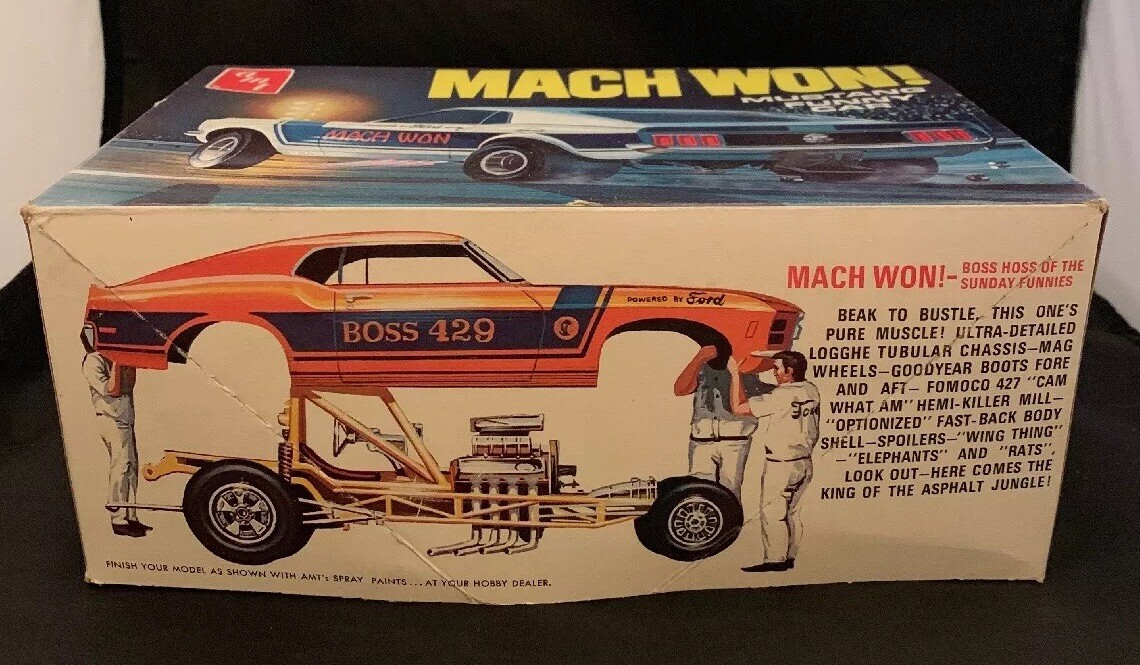 amt
MACH WON!
MUSTANG
FUNNY
CAR
MACH WON
BOSS 429
POWERED BY Ford
MACH WON!- BOSS HOSS OF THE
SUNDAY FUNNIES
BEAK TO BUSTLE, THIS ONE'S
PURE MUSCLE! ULTRA-DETAILED
LOGGHE TUBULAR CHASSIS—MAG
WHEELS—GOODYEAR BOOTS FORE
AND AFT— FOMOCO 427 "CAM
WHAT AM" HEMI-KILLER MILL—
"OPTIONIZED" FAST-BACK BODY
SHELL—SPOILERS—"WING THING"
—"ELEPHANTS" AND "RATS",
LOOK OUT—HERE COMES THE
KING OF THE ASPHALT JUNGLE!
FINISH YOUR MODEL AS SHOWN WITH AMT's SPRAY PAINTS...AT YOUR HOBBY DEALER.